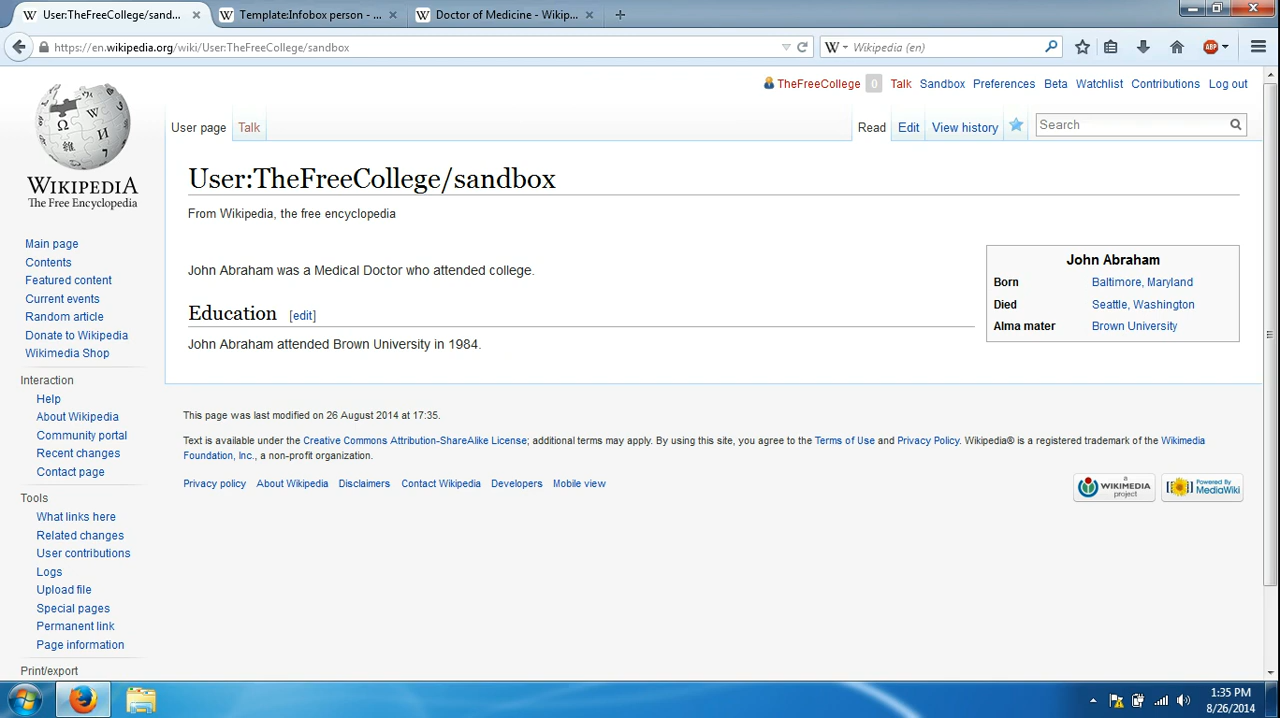 User:TheFreeCollege/sand...
Template:Infobox person - ...
Doctor of Medicine - Wikip...
https://en.wikipedia.org/wiki/User:TheFreeCollege/sandbox
Wikipedia (en)
ABP
TheFreeCollege 0 Talk Sandbox Preferences Beta Watchlist Contributions Log out
User page Talk Read Edit View history Search
WIKIPEDIA
The Free Encyclopedia
User:TheFreeCollege/sandbox
From Wikipedia, the free encyclopedia
John Abraham was a Medical Doctor who attended college.
Education [edit]
John Abraham attended Brown University in 1984.
John Abraham
Born Baltimore, Maryland
Died Seattle, Washington
Alma mater Brown University
Main page
Contents
Featured content
Current events
Random article
Donate to Wikipedia
Wikimedia Shop
Interaction
Help
About Wikipedia
Community portal
Recent changes
Contact page
Tools
What links here
Related changes
User contributions
Logs
Upload file
Special pages
Permanent link
Page information
Print/export
This page was last modified on 26 August 2014 at 17:35.
Text is available under the Creative Commons Attribution-ShareAlike License; additional terms may apply. By using this site, you agree to the Terms of Use and Privacy Policy. Wikipedia® is a registered trademark of the Wikimedia
Foundation, Inc., a non-profit organization.
Privacy policy About Wikipedia Disclaimers Contact Wikipedia Developers Mobile view
a
WIKIMEDIA
project
Powered By
MediaWiki
1:35 PM
8/26/2014